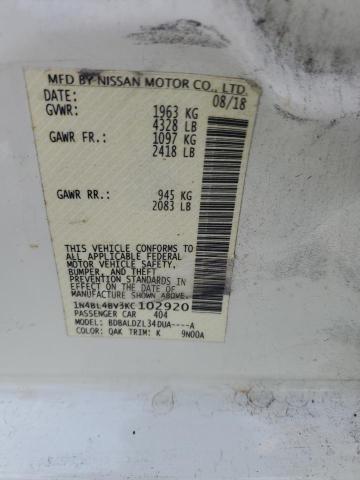 MFD BY NISSAN MOTOR CO., LTD.
DATE: 08/18
GVWR: 1963 KG
4328 LB
GAWR FR.: 1097 KG
2418 LB
GAWR RR.: 945 KG
2083 LB
THIS VEHICLE CONFORMS TO
ALL APPLICABLE FEDERAL
MOTOR VEHICLE SAFETY,
BUMPER, AND THEFT
PREVENTION STANDARDS IN
EFFECT ON THE DATE OF
MANUFACTURE SHOWN ABOVE.
1N4BL4BV3KC102920
PASSENGER CAR 404
MODEL: BDBALDZL34DUA----A
COLOR: QAK TRIM: K 9N00A